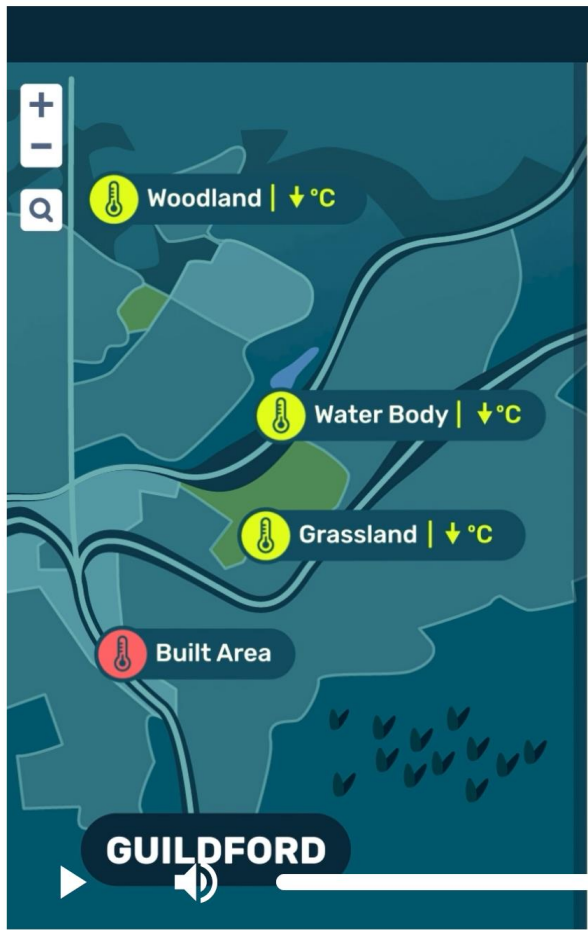 +
−
Woodland | ↓ °C
Water Body | ↓ °C
Grassland | ↓ °C
Built Area
GUILDFORD